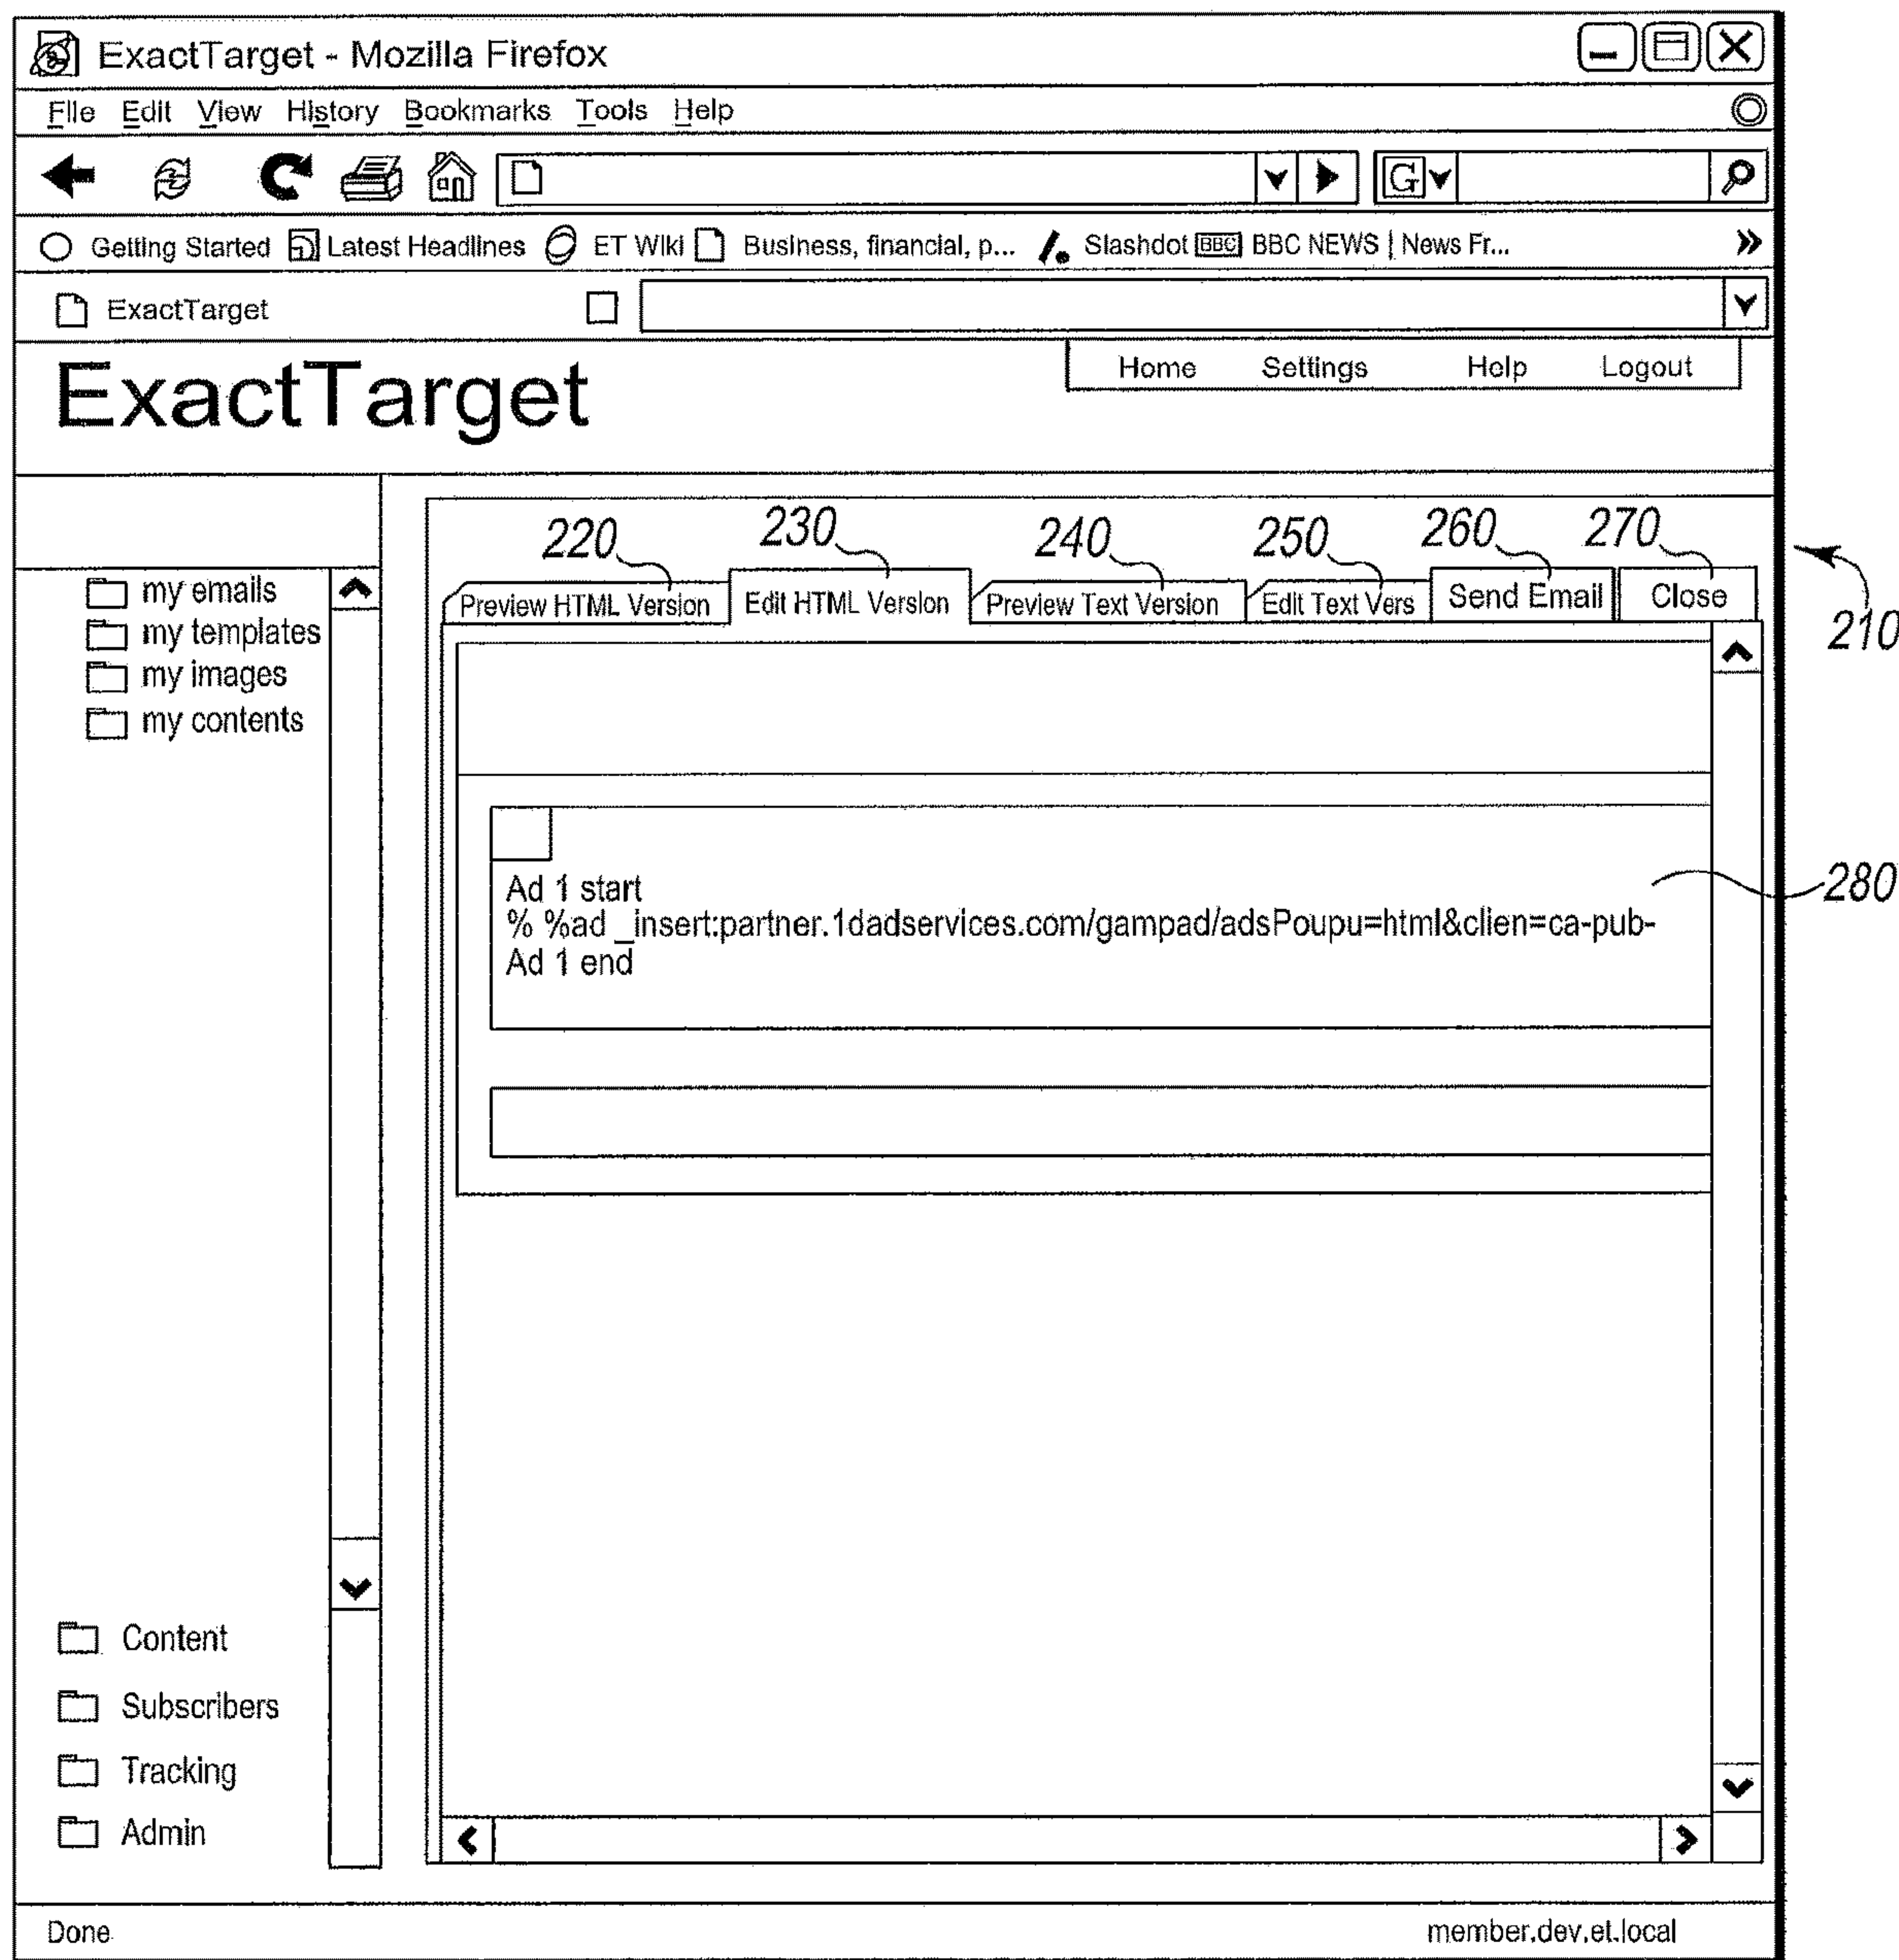 ExactTarget - Mozilla Firefox
File Edit View History Bookmarks Tools Help
G
Getting Started Latest Headlines ET Wiki Business, financial, p... Slashdot BBC BBC NEWS | News Fr... »
ExactTarget
Home Settings Help Logout
ExactTarget
220 230 240 250 260 270
Preview HTML Version Edit HTML Version Preview Text Version Edit Text Vers Send Email Close
210
my emails
my templates
my images
my contents
Ad 1 start
% %ad _insert:partner.1dadservices.com/gampad/adsPoupu=html&clien=ca-pub-
Ad 1 end
280
Content
Subscribers
Tracking
Admin
Done
member.dev.et.local